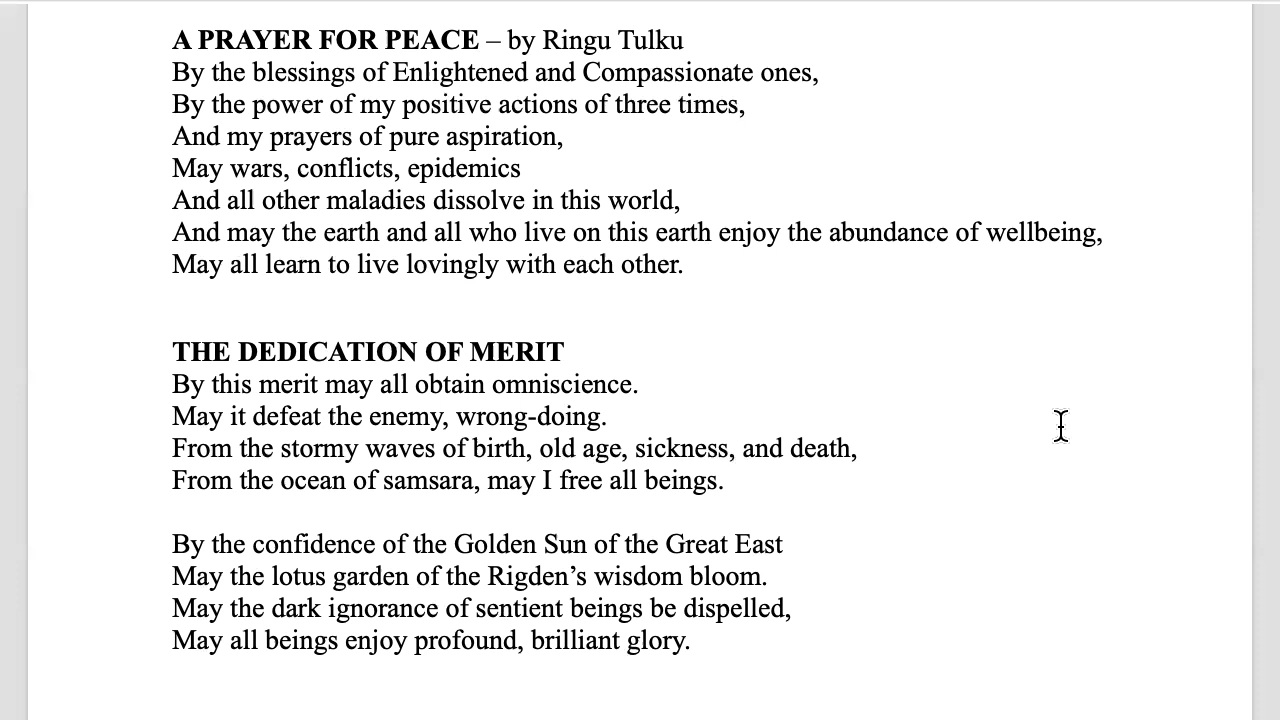 A PRAYER FOR PEACE – by Ringu Tulku
By the blessings of Enlightened and Compassionate ones,
By the power of my positive actions of three times,
And my prayers of pure aspiration,
May wars, conflicts, epidemics
And all other maladies dissolve in this world,
And may the earth and all who live on this earth enjoy the abundance of wellbeing,
May all learn to live lovingly with each other.
THE DEDICATION OF MERIT
By this merit may all obtain omniscience.
May it defeat the enemy, wrong-doing.
From the stormy waves of birth, old age, sickness, and death,
From the ocean of samsara, may I free all beings.
By the confidence of the Golden Sun of the Great East
May the lotus garden of the Rigden’s wisdom bloom.
May the dark ignorance of sentient beings be dispelled,
May all beings enjoy profound, brilliant glory.